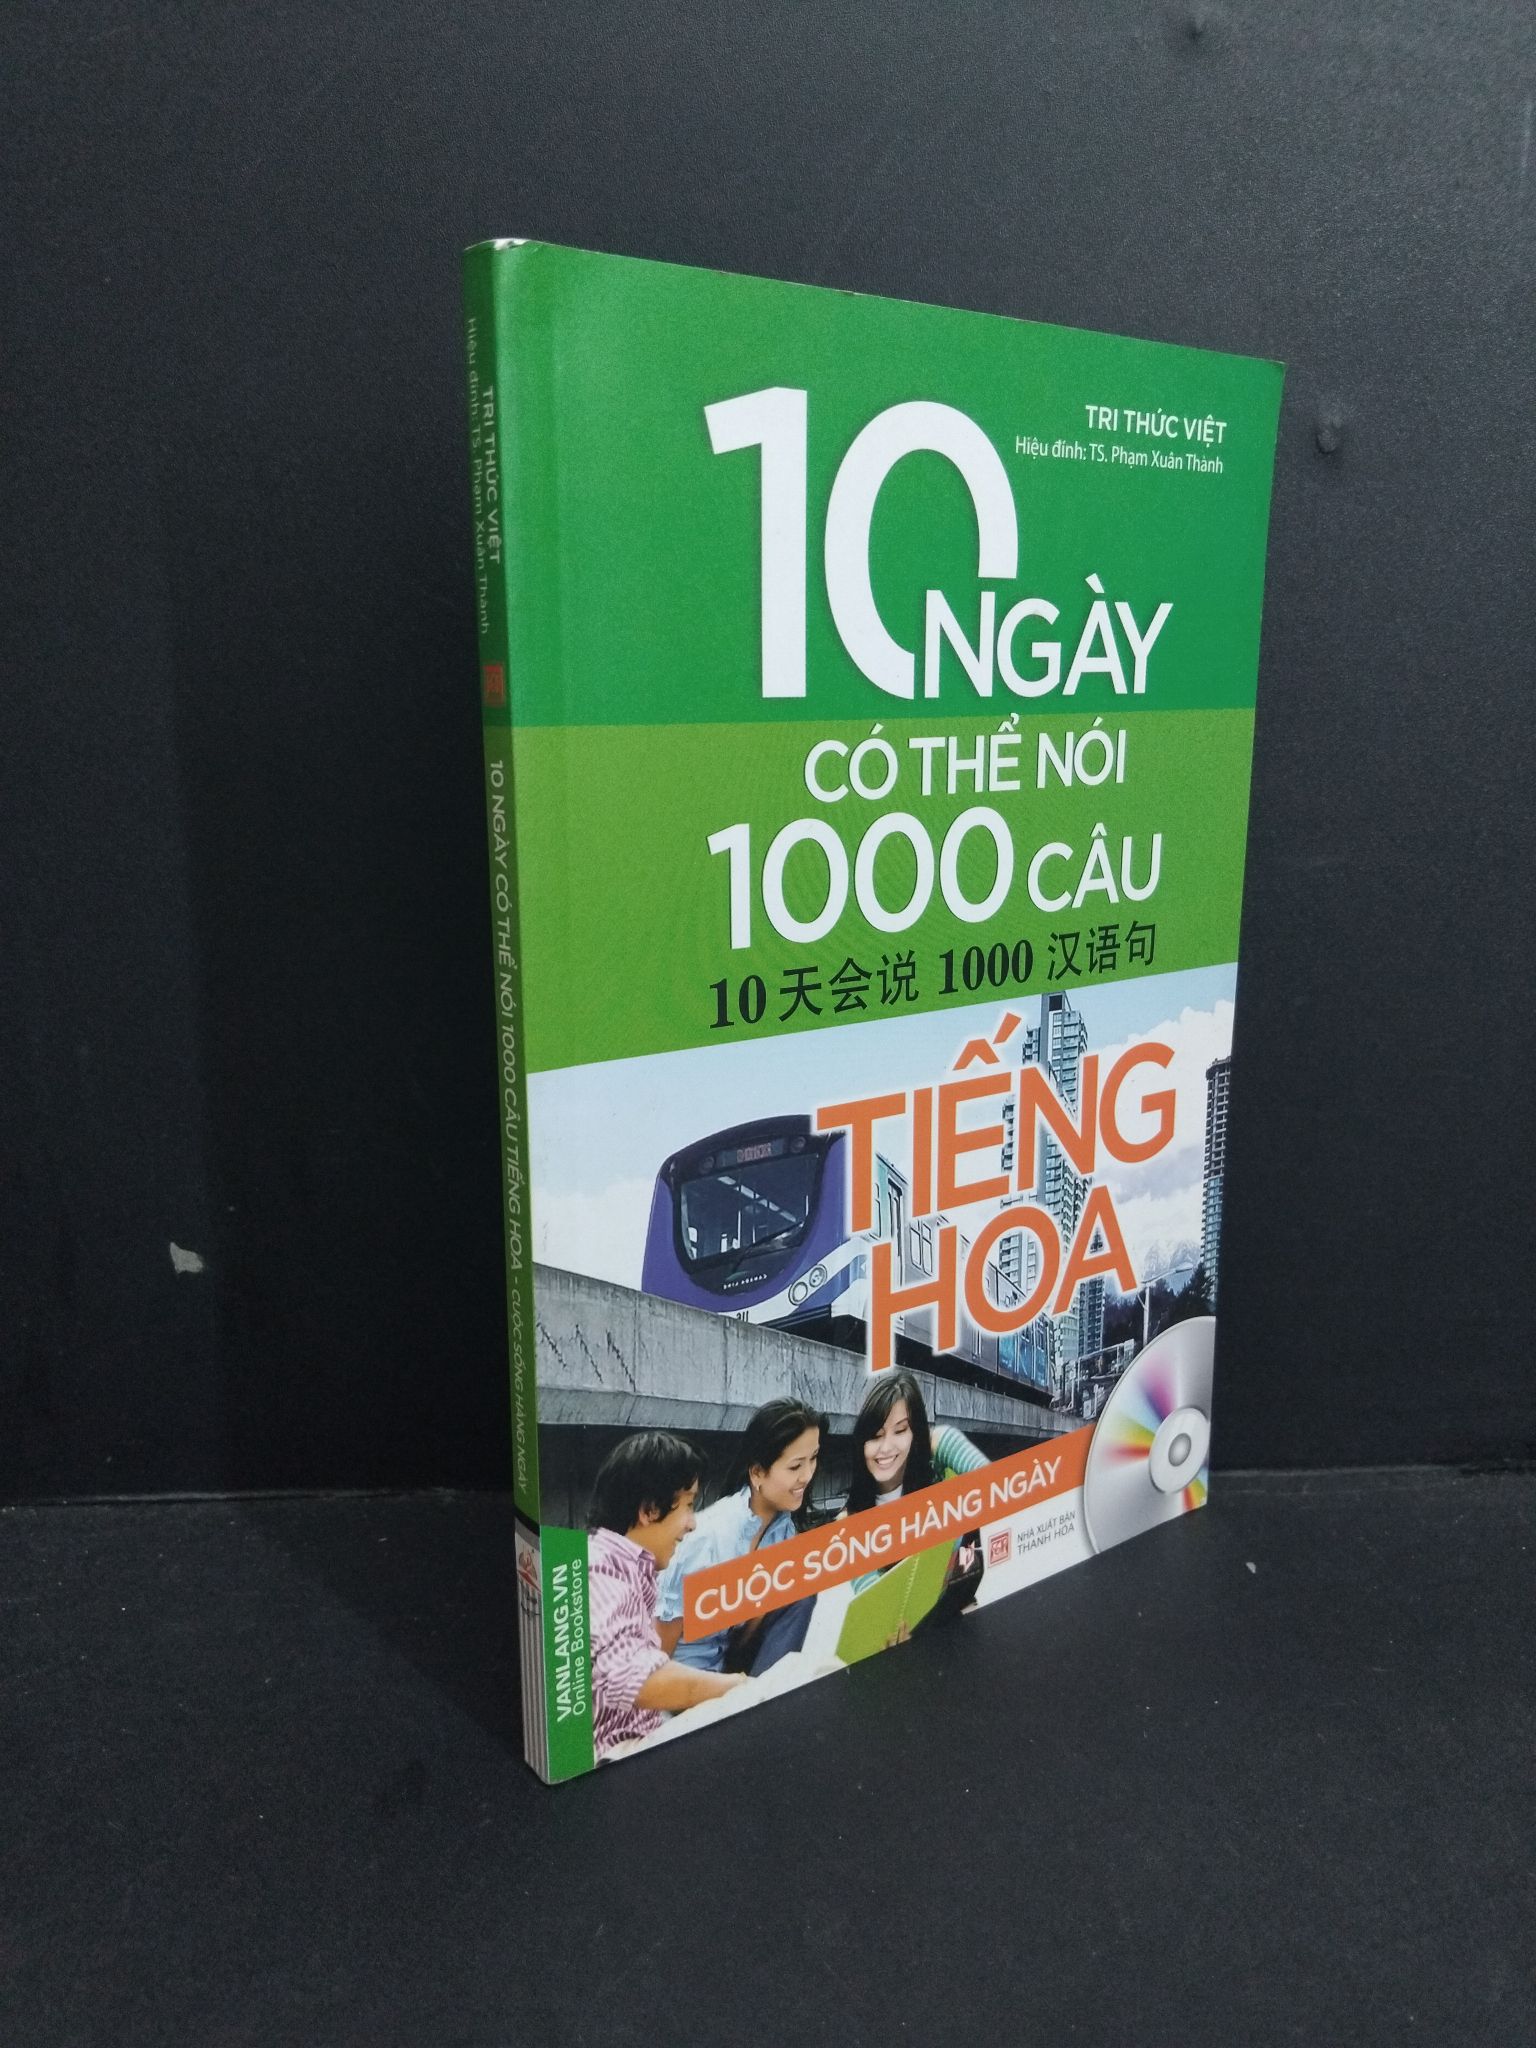 TRI THỨC VIỆT
Hiệu đính: TS. Phạm Xuân Thành
10 NGÀY
CÓ THỂ NÓI
1000 CÂU
10 天会说 1000 汉语句
TIẾNG
HOA
CUỘC SỐNG HÀNG NGÀY
NHÀ XUẤT BẢN
THANH HÓA
VANLANG.VN
Online Bookstore
TRI THỨC VIỆT
Hiệu đính: TS. Phạm Xuân Thành
10 NGÀY CÓ THỂ NÓI 1000 CÂU TIẾNG HOA - CUỘC SỐNG HÀNG NGÀY
CANADA LINE